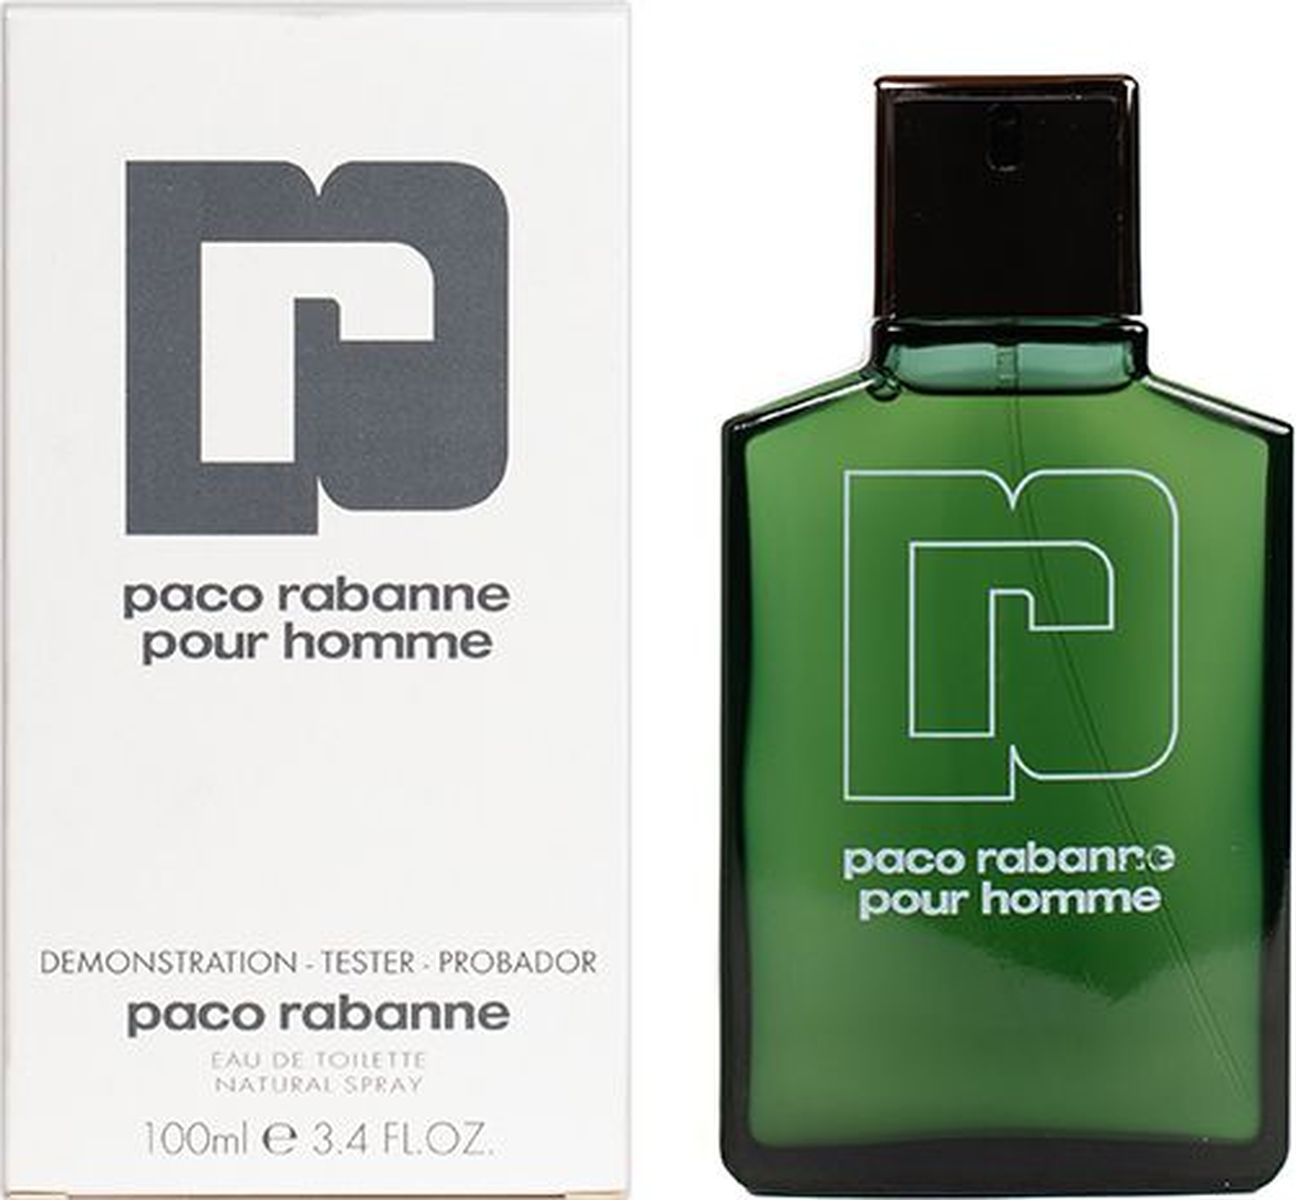 paco rabanne
pour homme
DEMONSTRATION - TESTER - PROBADOR
paco rabanne
EAU DE TOILETTE
NATURAL SPRAY
100ml ℮ 3.4 FL.OZ.
paco rabanne
pour homme